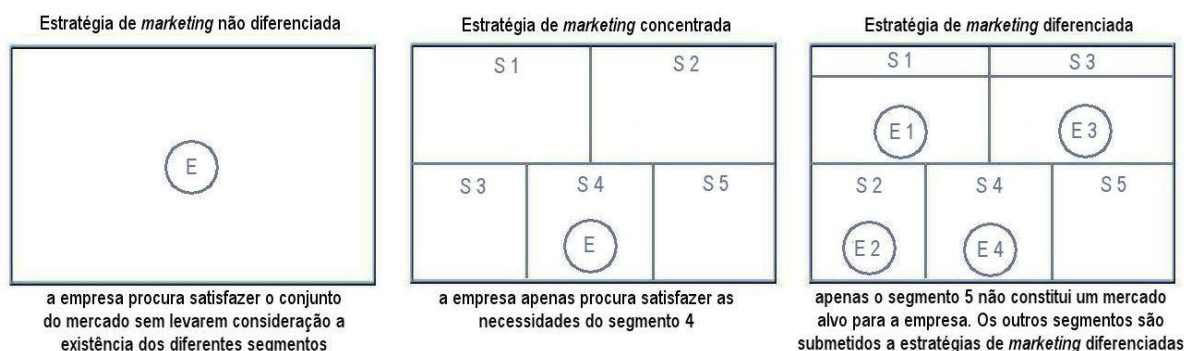 Estratégia de marketing não diferenciada
E
a empresa procura satisfazer o conjunto
do mercado sem levarem consideração a
existência dos diferentes segmentos
Estratégia de marketing concentrada
S 1 S 2
S 3 S 4 S 5
E
a empresa apenas procura satisfazer as
necessidades do segmento 4
Estratégia de marketing diferenciada
S 1 S 3
E 1 E 3
S 2 S 4 S 5
E 2 E 4
apenas o segmento 5 não constitui um mercado
alvo para a empresa. Os outros segmentos são
submetidos a estratégias de marketing diferenciadas